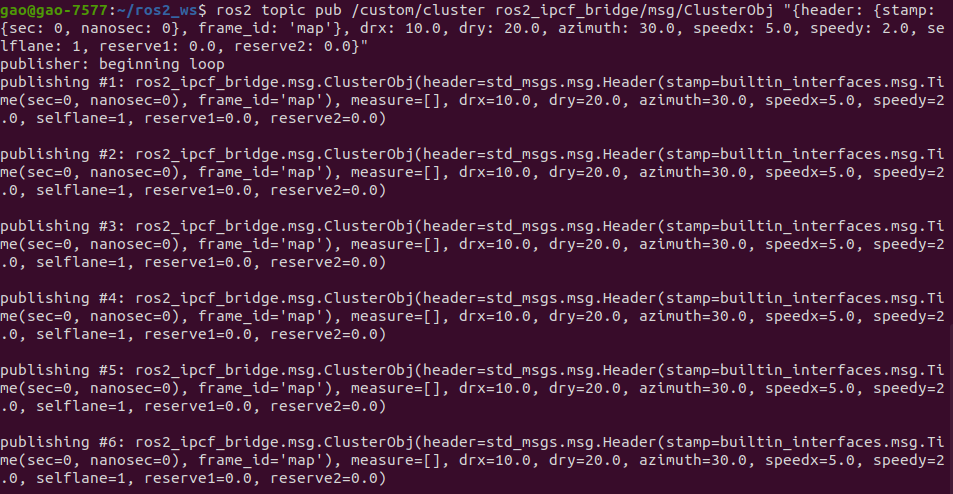 gao@gao-7577:~/ros2_ws$ ros2 topic pub /custom/cluster ros2_ipcf_bridge/msg/ClusterObj "{header: {stamp:
{sec: 0, nanosec: 0}, frame_id: 'map'}, drx: 10.0, dry: 20.0, azimuth: 30.0, speedx: 5.0, speedy: 2.0, se
lflane: 1, reserve1: 0.0, reserve2: 0.0}"
publisher: beginning loop
publishing #1: ros2_ipcf_bridge.msg.ClusterObj(header=std_msgs.msg.Header(stamp=builtin_interfaces.msg.Ti
me(sec=0, nanosec=0), frame_id='map'), measure=[], drx=10.0, dry=20.0, azimuth=30.0, speedx=5.0, speedy=2
.0, selflane=1, reserve1=0.0, reserve2=0.0)
publishing #2: ros2_ipcf_bridge.msg.ClusterObj(header=std_msgs.msg.Header(stamp=builtin_interfaces.msg.Ti
me(sec=0, nanosec=0), frame_id='map'), measure=[], drx=10.0, dry=20.0, azimuth=30.0, speedx=5.0, speedy=2
.0, selflane=1, reserve1=0.0, reserve2=0.0)
publishing #3: ros2_ipcf_bridge.msg.ClusterObj(header=std_msgs.msg.Header(stamp=builtin_interfaces.msg.Ti
me(sec=0, nanosec=0), frame_id='map'), measure=[], drx=10.0, dry=20.0, azimuth=30.0, speedx=5.0, speedy=2
.0, selflane=1, reserve1=0.0, reserve2=0.0)
publishing #4: ros2_ipcf_bridge.msg.ClusterObj(header=std_msgs.msg.Header(stamp=builtin_interfaces.msg.Ti
me(sec=0, nanosec=0), frame_id='map'), measure=[], drx=10.0, dry=20.0, azimuth=30.0, speedx=5.0, speedy=2
.0, selflane=1, reserve1=0.0, reserve2=0.0)
publishing #5: ros2_ipcf_bridge.msg.ClusterObj(header=std_msgs.msg.Header(stamp=builtin_interfaces.msg.Ti
me(sec=0, nanosec=0), frame_id='map'), measure=[], drx=10.0, dry=20.0, azimuth=30.0, speedx=5.0, speedy=2
.0, selflane=1, reserve1=0.0, reserve2=0.0)
publishing #6: ros2_ipcf_bridge.msg.ClusterObj(header=std_msgs.msg.Header(stamp=builtin_interfaces.msg.Ti
me(sec=0, nanosec=0), frame_id='map'), measure=[], drx=10.0, dry=20.0, azimuth=30.0, speedx=5.0, speedy=2
.0, selflane=1, reserve1=0.0, reserve2=0.0)